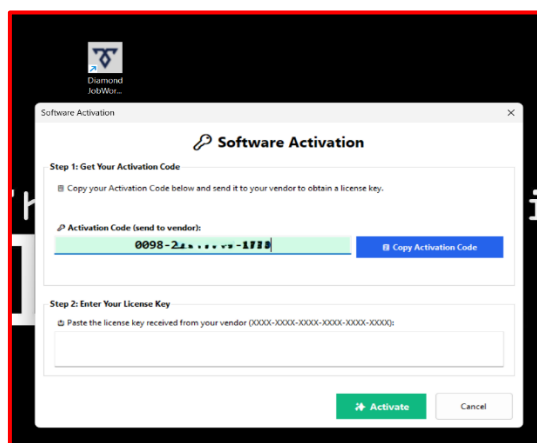 Diamond
JobWor...
Software Activation
Software Activation
Step 1: Get Your Activation Code
Copy your Activation Code below and send it to your vendor to obtain a license key.
Activation Code (send to vendor):
Copy Activation Code
Step 2: Enter Your License Key
Paste the license key received from your vendor (XXXX-XXXX-XXXX-XXXX-XXXX-XXXX):
Activate
Cancel